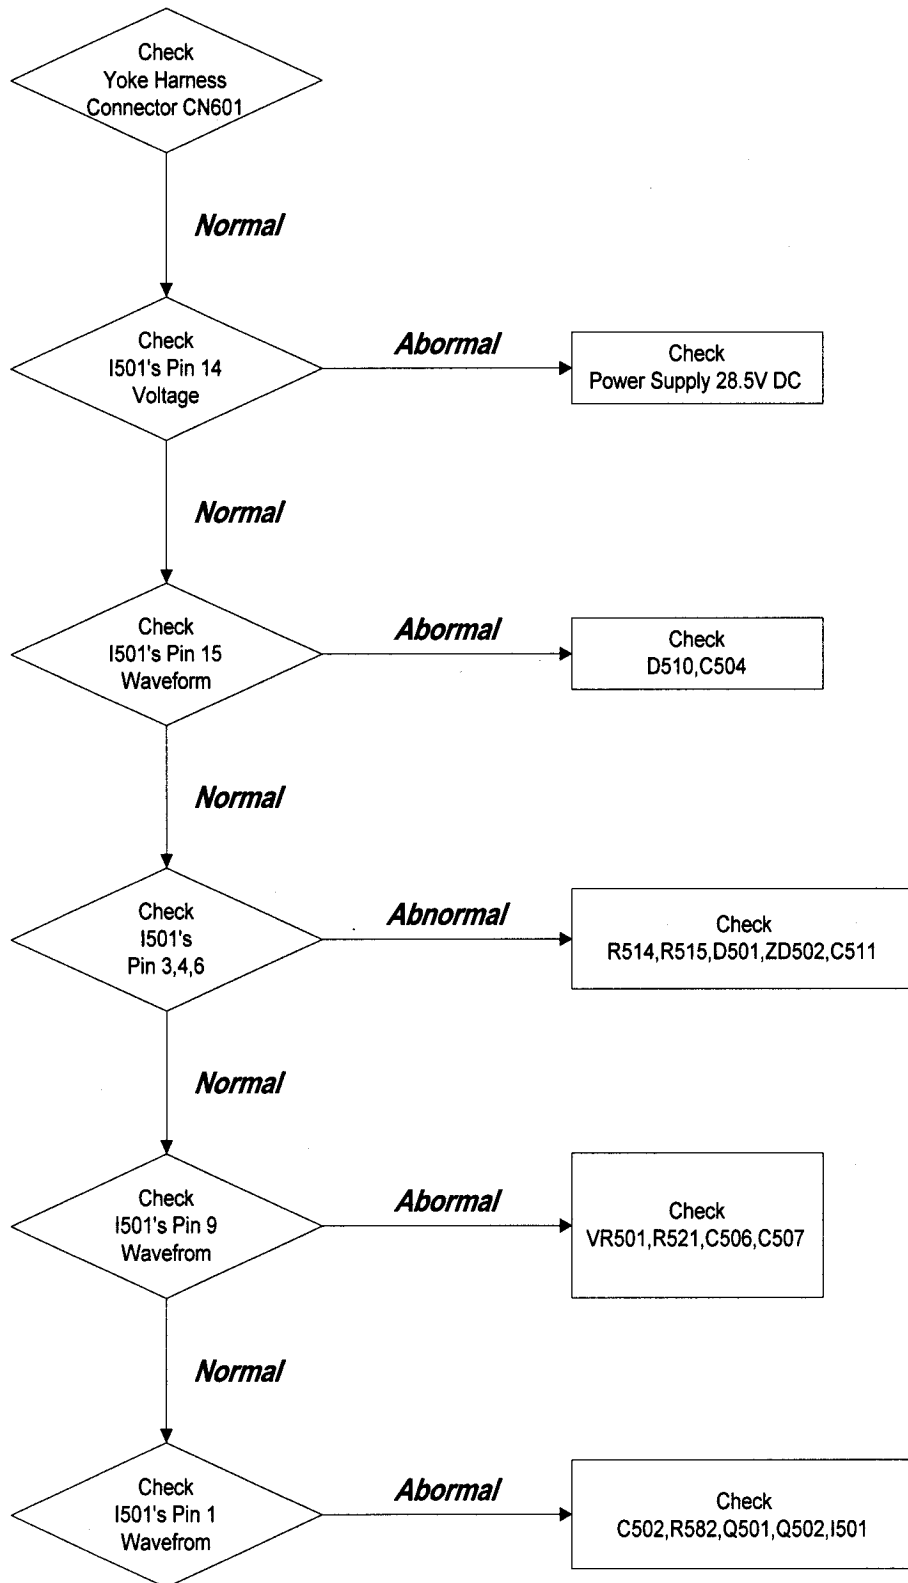 Check
Yoke Harness
Connector CN601
Normal
Check
I501's Pin 14
Voltage
Abormal
Check
Power Supply 28.5V DC
Normal
Check
I501's Pin 15
Waveform
Abormal
Check
D510,C504
Normal
Check
I501's
Pin 3,4,6
Abnormal
Check
R514,R515,D501,ZD502,C511
Normal
Check
I501's Pin 9
Wavefrom
Abormal
Check
VR501,R521,C506,C507
Normal
Check
I501's Pin 1
Wavefrom
Abormal
Check
C502,R582,Q501,Q502,I501